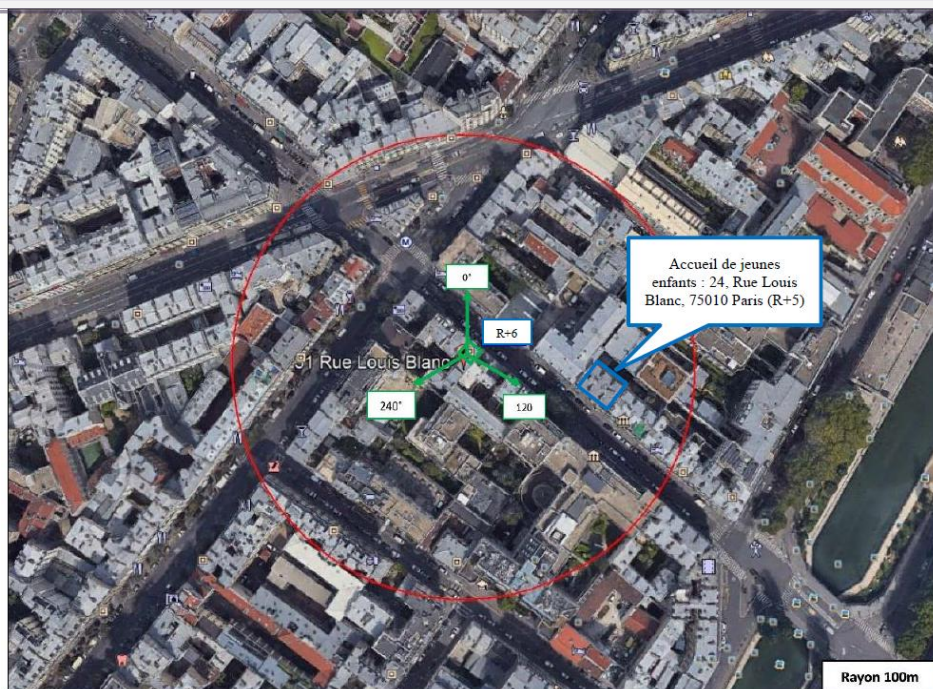 Accueil de jeunes
enfants : 24, Rue Louis
Blanc, 75010 Paris (R+5)
0°
R+6
31 Rue Louis Blanc
240°
120
Rayon 100m